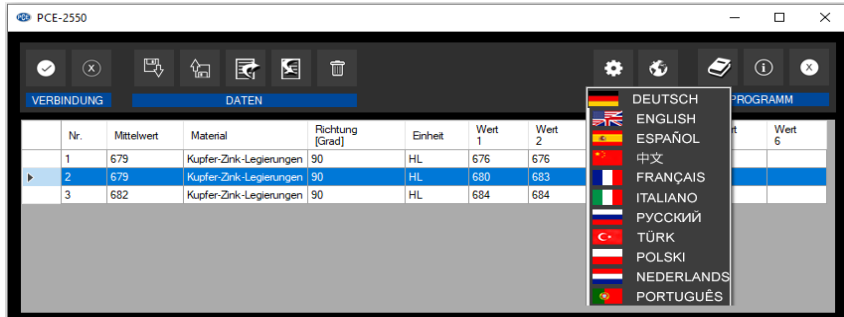 PCE PCE-2550
VERBINDUNG DATEN PROGRAMM
DEUTSCH
ENGLISH
ESPAÑOL
中文
FRANÇAIS
ITALIANO
РУССКИЙ
TÜRK
POLSKI
NEDERLANDS
PORTUGUÊS
Nr. Mittelwert Material Richtung [Grad] Einheit Wert 1 Wert 2 Wert 6
1 679 Kupfer-Zink-Legierungen 90 HL 676 676
2 679 Kupfer-Zink-Legierungen 90 HL 680 683
3 682 Kupfer-Zink-Legierungen 90 HL 684 684